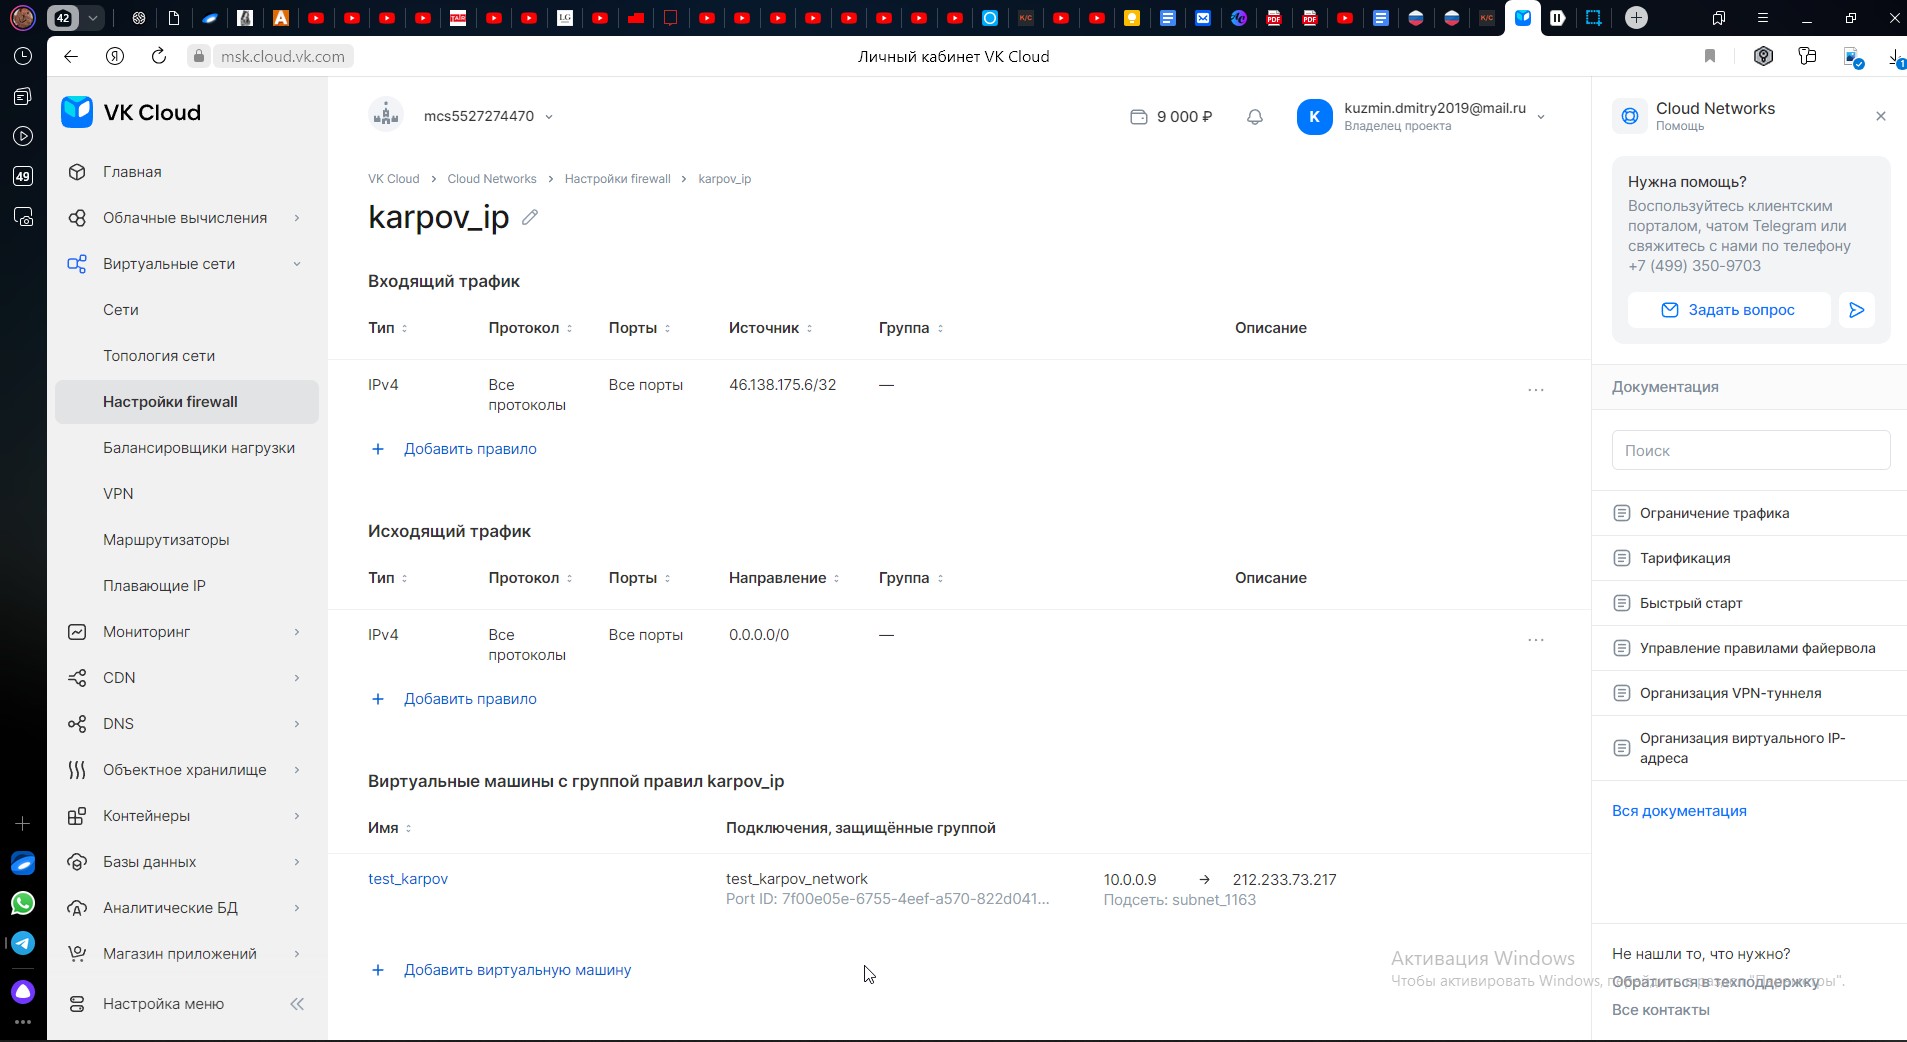 42
msk.cloud.vk.com
Личный кабинет VK Cloud
1
49
VK Cloud
Главная
Облачные вычисления
Виртуальные сети
Сети
Топология сети
Настройки firewall
Балансировщики нагрузки
VPN
Маршрутизаторы
Плавающие IP
Мониторинг
CDN
DNS
Объектное хранилище
Контейнеры
Базы данных
Аналитические БД
Магазин приложений
Настройка меню
mcs5527274470
9 000 ₽
K
kuzmin.dmitry2019@mail.ru
Владелец проекта
VK Cloud > Cloud Networks > Настройки firewall > karpov_ip
karpov_ip
Входящий трафик
Тип Протокол Порты Источник Группа Описание
IPv4 Все протоколы Все порты 46.138.175.6/32 — ...
+ Добавить правило
Исходящий трафик
Тип Протокол Порты Направление Группа Описание
IPv4 Все протоколы Все порты 0.0.0.0/0 — ...
+ Добавить правило
Виртуальные машины с группой правил karpov_ip
Имя Подключения, защищённые группой
test_karpov test_karpov_network 10.0.0.9 → 212.233.73.217
Port ID: 7f00e05e-6755-4eef-a570-822d041... Подсеть: subnet_1163
+ Добавить виртуальную машину
Cloud Networks
Помощь
Нужна помощь?
Воспользуйтесь клиентским
порталом, чатом Telegram или
свяжитесь с нами по телефону
+7 (499) 350-9703
Задать вопрос
Документация
Поиск
Ограничение трафика
Тарификация
Быстрый старт
Управление правилами файервола
Организация VPN-туннеля
Организация виртуального IP-
адреса
Вся документация
Не нашли то, что нужно?
Обратиться в техподдержку
Все контакты
Активация Windows
Чтобы активировать Windows, перейдите в раздел "Параметры".